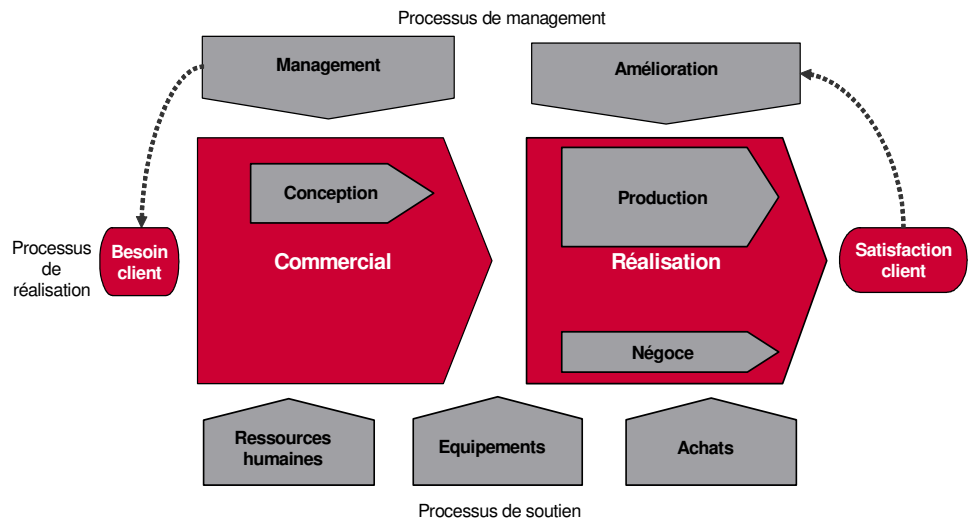 Processus de management
Management
Amélioration
Conception
Production
Processus
de
réalisation
Besoin
client
Commercial
Réalisation
Satisfaction
client
Négoce
Ressources
humaines
Equipements
Achats
Processus de soutien